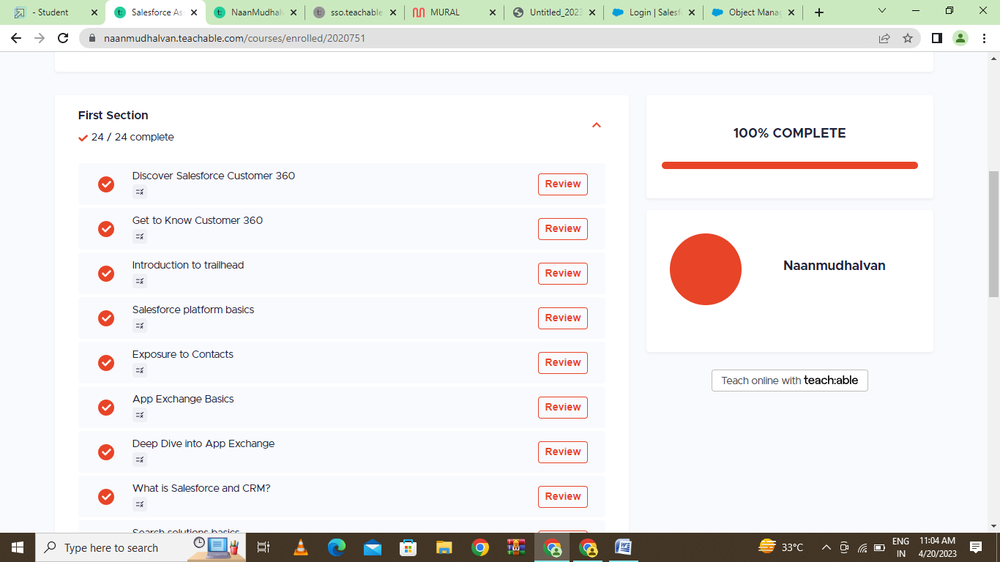 - Student
Salesforce As
NaanMudhal
sso.teachable
MURAL
Untitled_2023
Login | Salesf
Object Manag
naanmudhalvan.teachable.com/courses/enrolled/2020751
First Section
24 / 24 complete
Discover Salesforce Customer 360
Review
Get to Know Customer 360
Review
Introduction to trailhead
Review
Salesforce platform basics
Review
Exposure to Contacts
Review
App Exchange Basics
Review
Deep Dive into App Exchange
Review
What is Salesforce and CRM?
Review
Search solutions basics
100% COMPLETE
Naanmudhalvan
Teach online with teach:able
Type here to search
33°C
ENG
IN
11:04 AM
4/20/2023